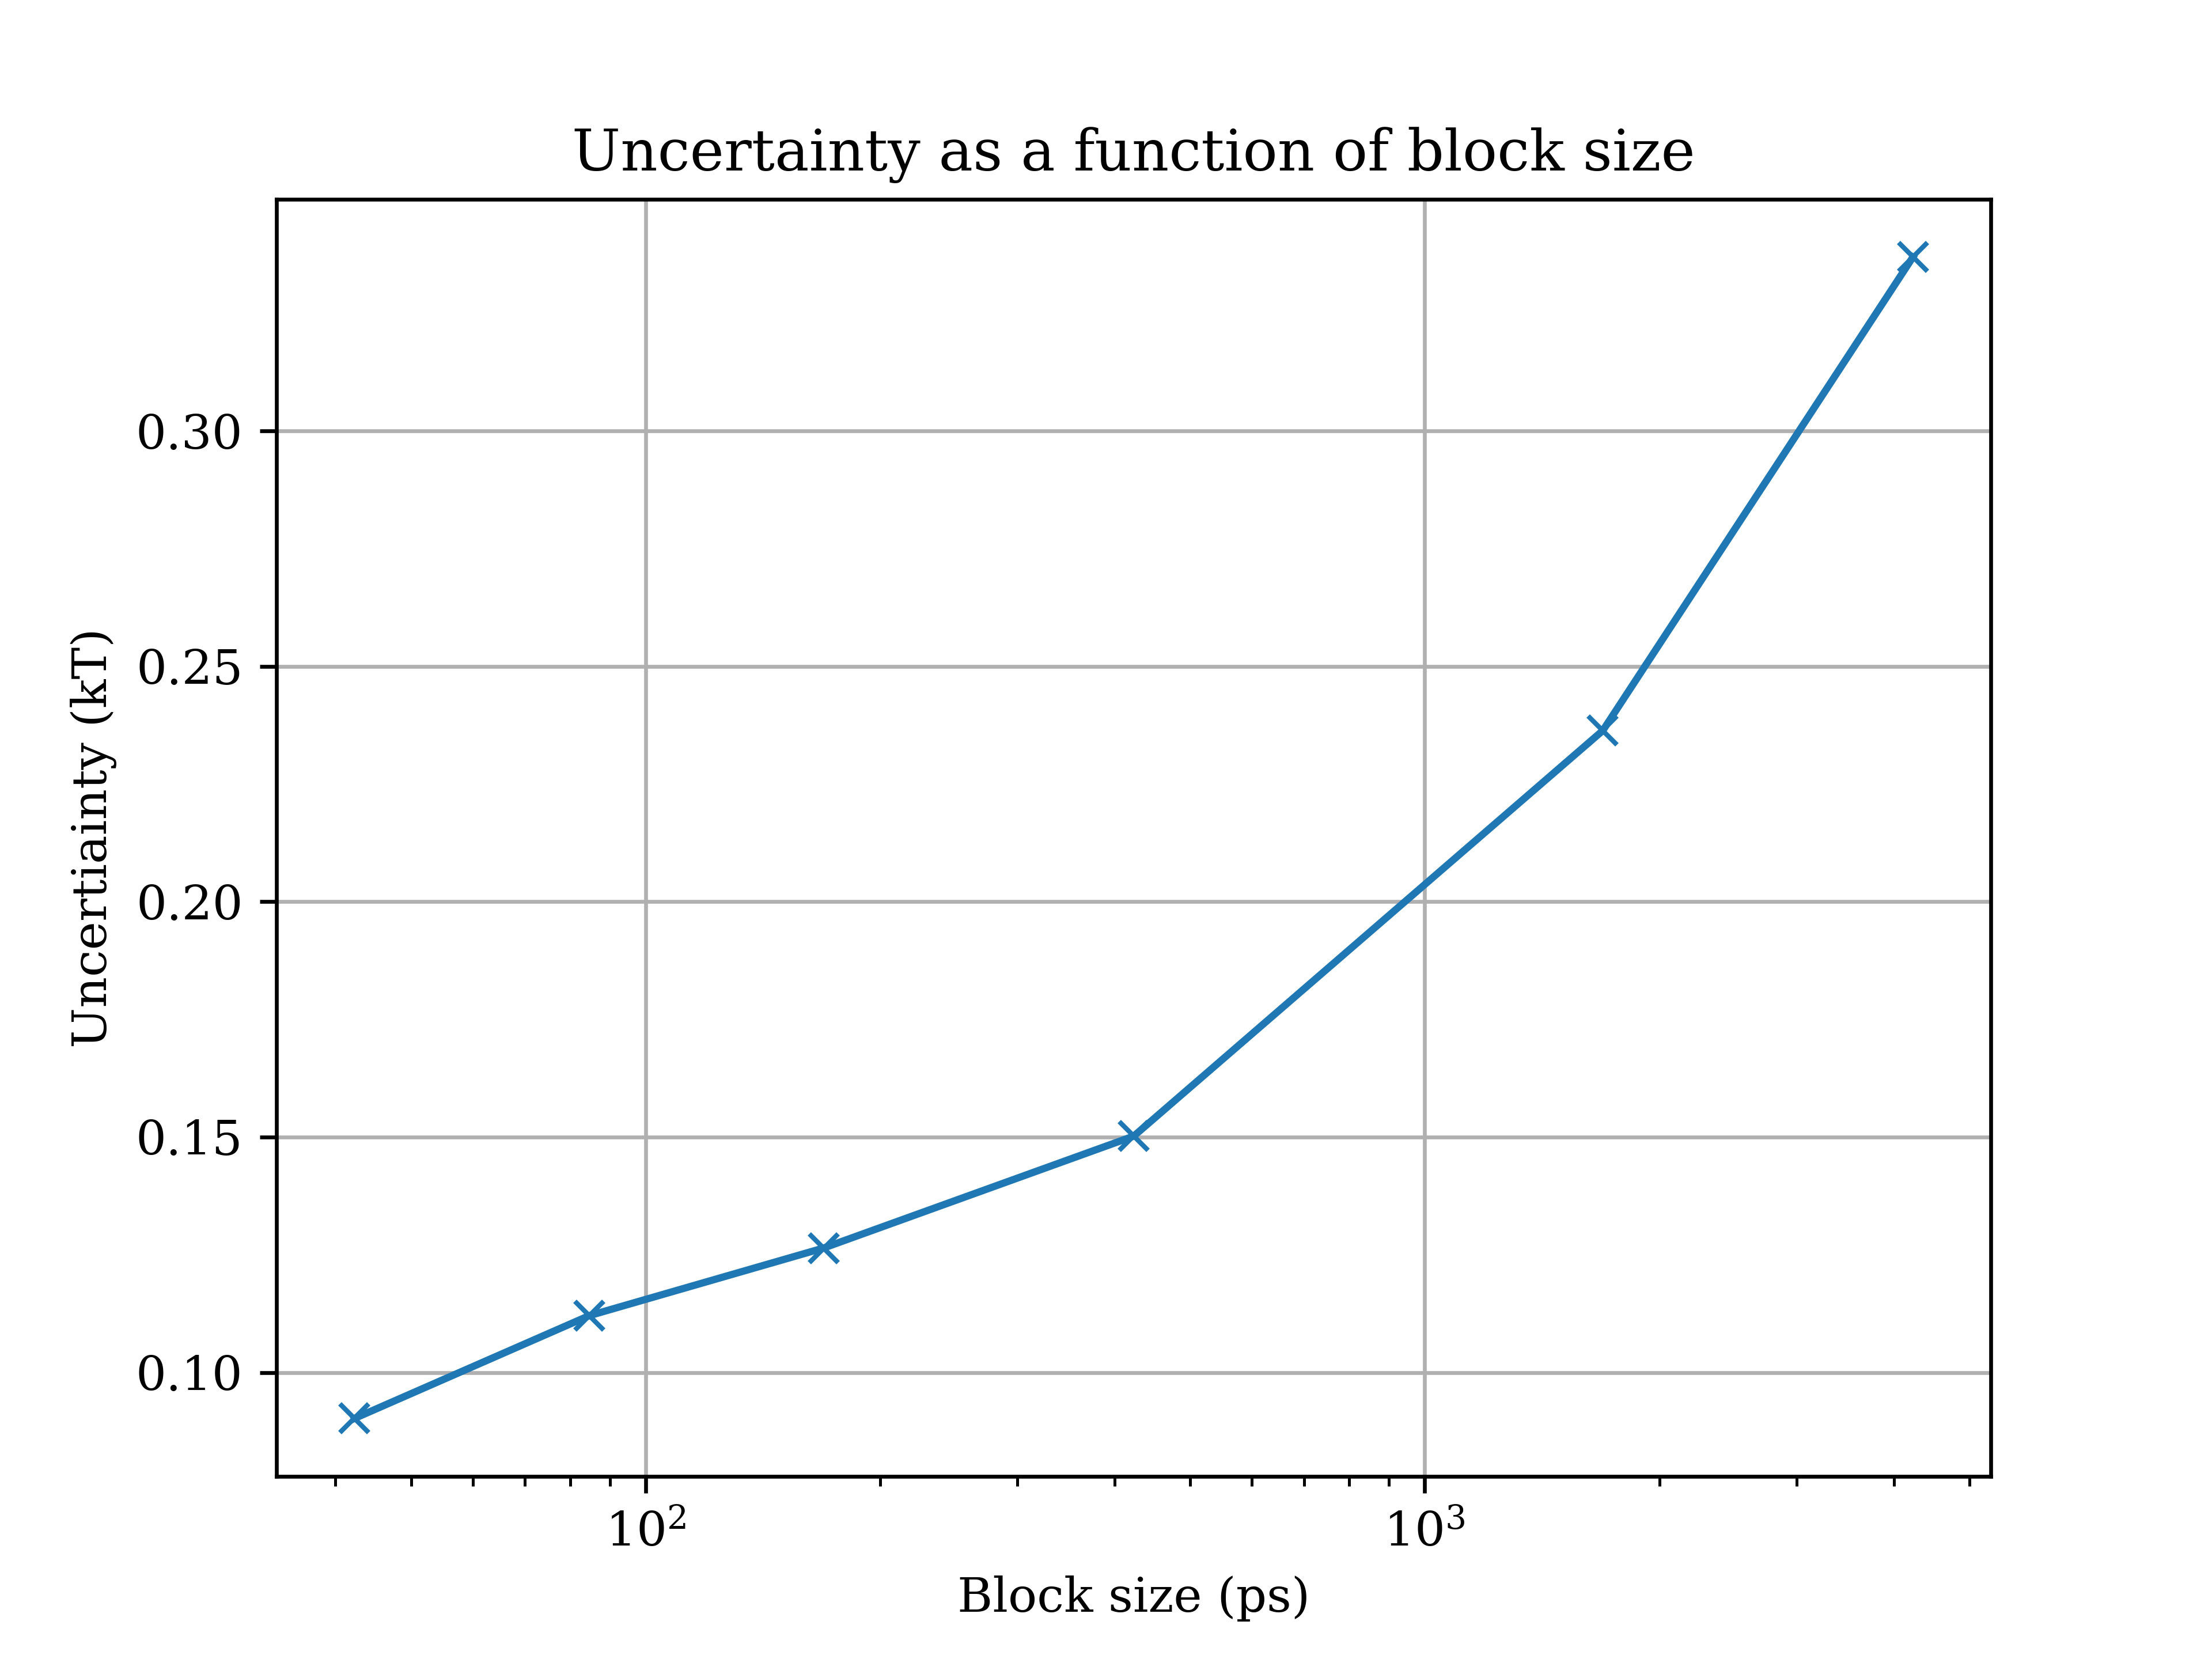 Uncertainty as a function of block size
Uncertiainty (kT)
0.30
0.25
0.20
0.15
0.10
10²
10³
Block size (ps)